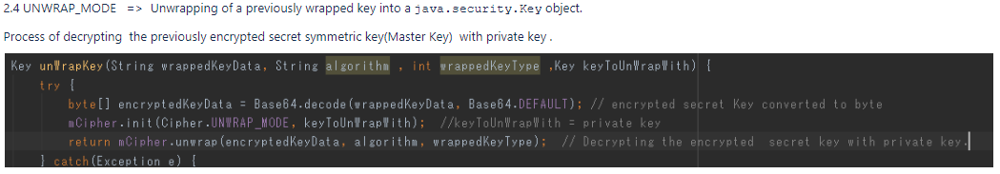 2.4 UNWRAP_MODE => Unwrapping of a previously wrapped key into a java.security.Key object.
Process of decrypting the previously encrypted secret symmetric key(Master Key) with private key .
Key unWrapKey(String wrappedKeyData, String algorithm , int wrappedKeyType ,Key keyToUnWrapWith) {
try {
byte[] encryptedKeyData = Base64.decode(wrappedKeyData, Base64.DEFAULT); // encrypted secret Key converted to byte
mCipher.init(Cipher.UNWRAP_MODE, keyToUnWrapWith); //keyToUnWrapWith = private key
return mCipher.unwrap(encryptedKeyData, algorithm, wrappedKeyType); // Decrypting the encrypted secret key with private key.
} catch(Exception e) {